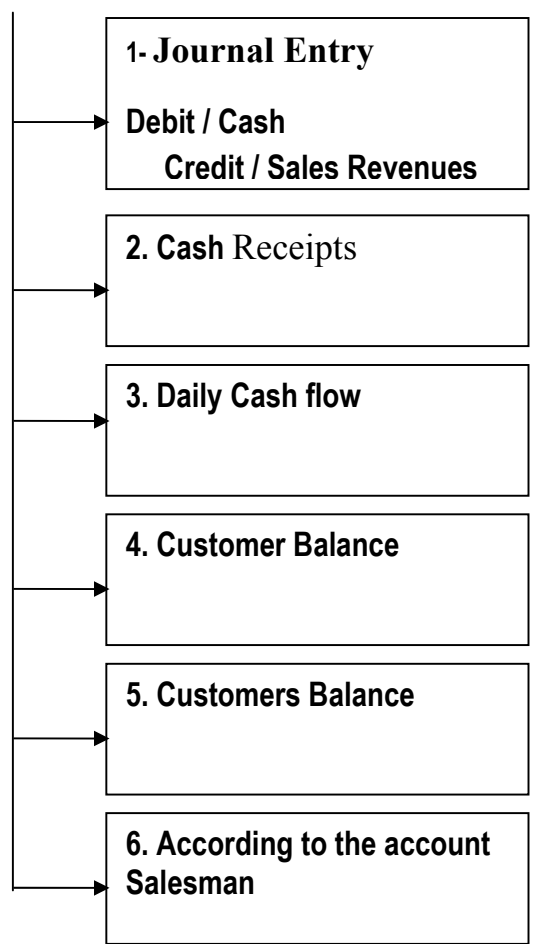 1- Journal Entry
Debit / Cash
Credit / Sales Revenues
2. Cash Receipts
3. Daily Cash flow
4. Customer Balance
5. Customers Balance
6. According to the account
Salesman